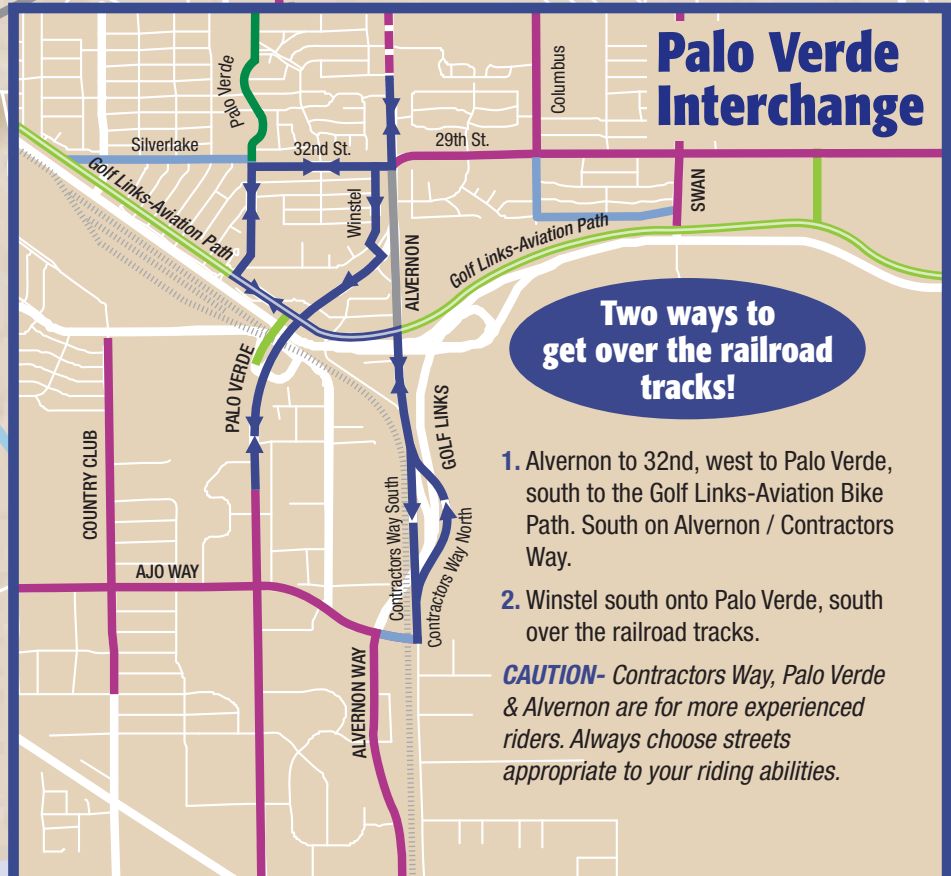 Palo Verde
Interchange
Palo Verde
Columbus
Silverlake
32nd St.
29th St.
Winstel
SWAN
Golf Links-Aviation Path
Golf Links-Aviation Path
ALVERNON
Two ways to
get over the railroad
tracks!
PALO VERDE
GOLF LINKS
COUNTRY CLUB
Contractors Way South
Contractors Way North
AJO WAY
ALVERNON WAY
1. Alvernon to 32nd, west to Palo Verde,
south to the Golf Links-Aviation Bike
Path. South on Alvernon / Contractors
Way.
2. Winstel south onto Palo Verde, south
over the railroad tracks.
CAUTION- Contractors Way, Palo Verde
& Alvernon are for more experienced
riders. Always choose streets
appropriate to your riding abilities.